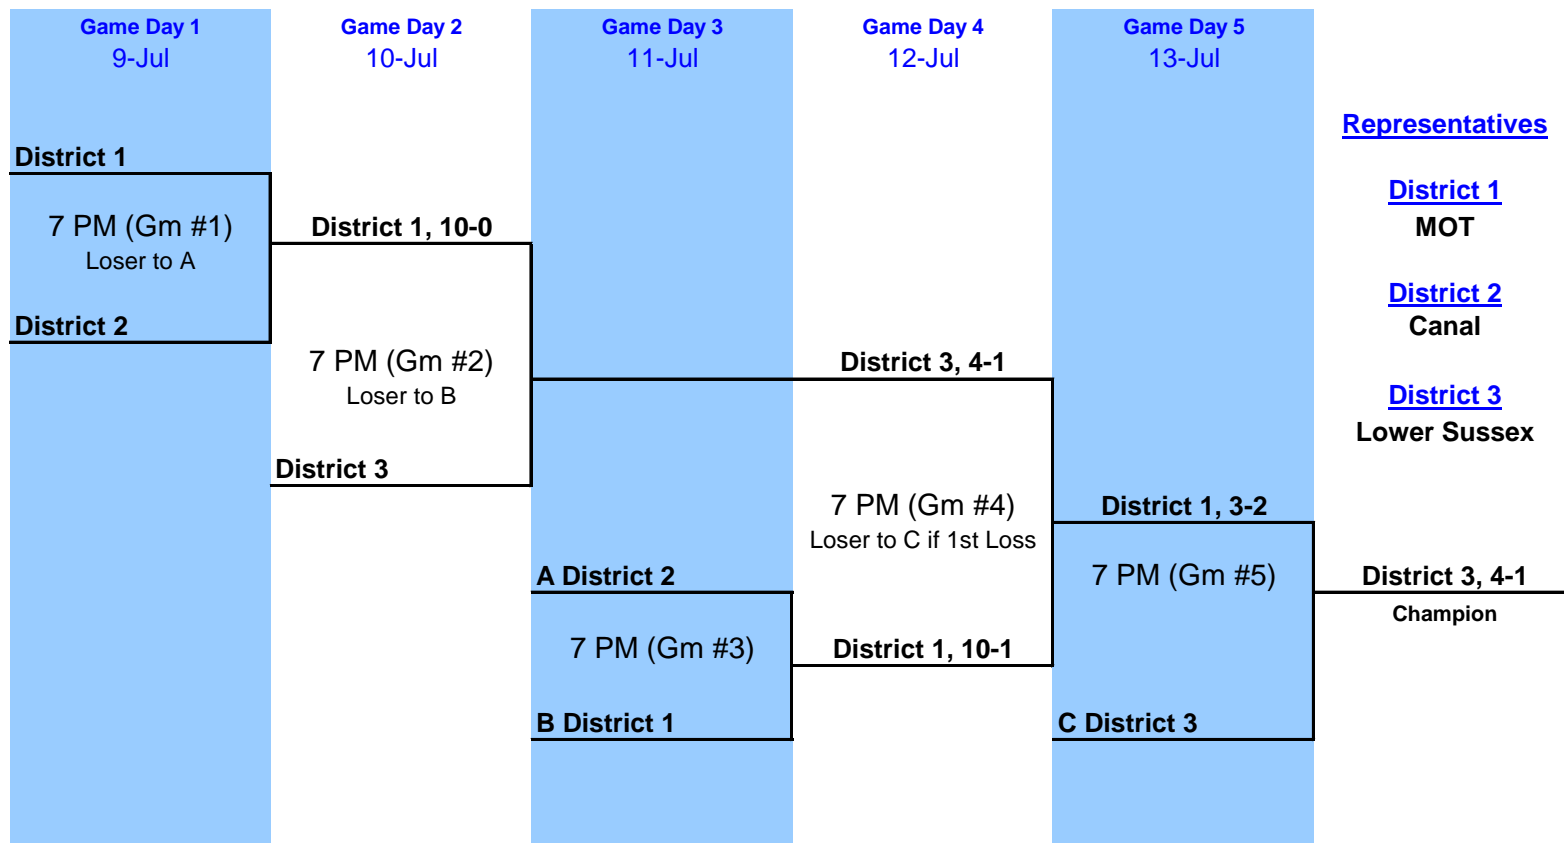 Game Day 1
9-Jul
Game Day 2
10-Jul
Game Day 3
11-Jul
Game Day 4
12-Jul
Game Day 5
13-Jul
District 1
7 PM (Gm #1)
Loser to A
District 2
District 1, 10-0
7 PM (Gm #2)
Loser to B
District 3
A District 2
7 PM (Gm #3)
B District 1
District 3, 4-1
7 PM (Gm #4)
Loser to C if 1st Loss
District 1, 10-1
District 1, 3-2
7 PM (Gm #5)
C District 3
District 3, 4-1
Champion
Representatives
District 1
MOT
District 2
Canal
District 3
Lower Sussex